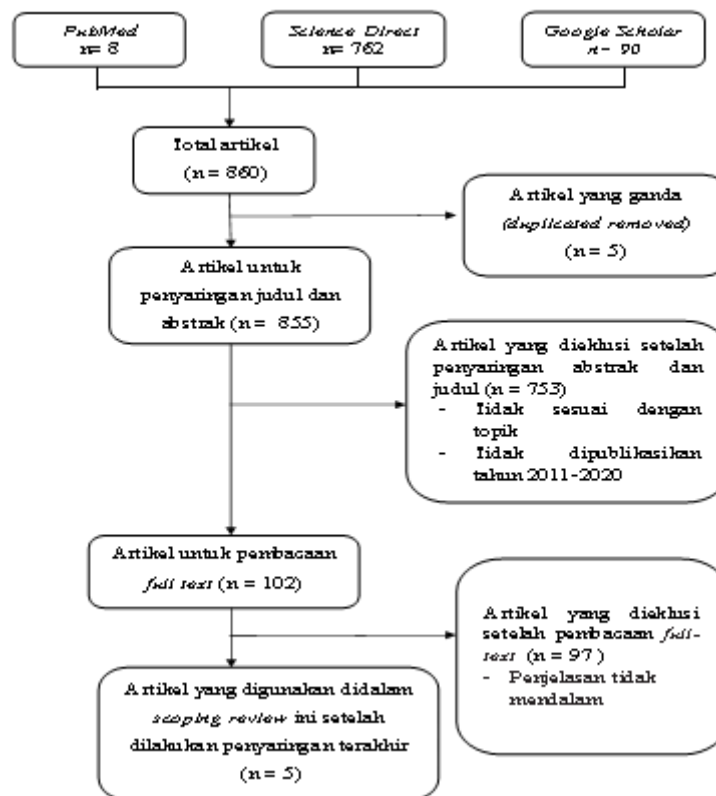 PubMed
n= 8
Science Direct
n= 762
Google Scholar
n= 90
Total artikel
(n = 860)
Artikel yang ganda
(duplicated removed)
(n = 5)
Artikel untuk
penyaringan judul dan
abstrak (n = 855)
Artikel yang dieklusi setelah
penyaringan abstrak dan
judul (n = 753)
- Tidak sesuai dengan
topik
- Tidak dipublikasikan
tahun 2011-2020
Artikel untuk pembacaan
full text (n = 102)
Artikel yang dieklusi
setelah pembacaan full-
text (n = 97 )
- Penjelasan tidak
mendalam
Artikel yang digunakan didalam
scoping review ini setelah
dilakukan penyaringan terakhir
(n = 5)